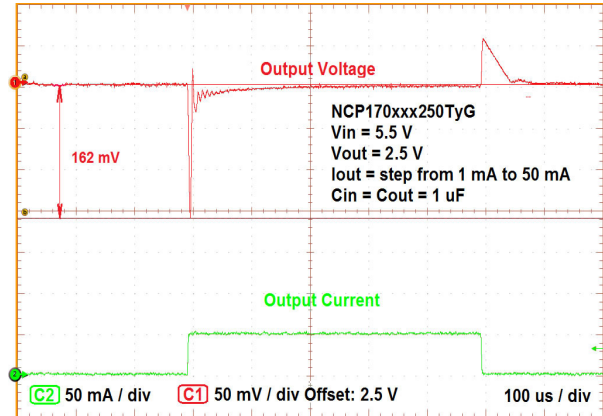 Output Voltage
1
162 mV
NCP170xxx250TyG
Vin = 5.5 V
Vout = 2.5 V
Iout = step from 1 mA to 50 mA
Cin = Cout = 1 uF
Output Current
2
C2 50 mA / div C1 50 mV / div Offset: 2.5 V 100 us / div